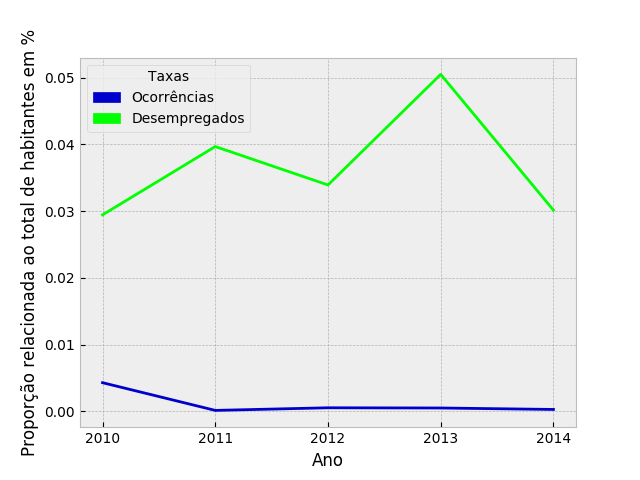 Proporção relacionada ao total de habitantes em %
0.05
0.04
0.03
0.02
0.01
0.00
Taxas
Ocorrências
Desempregados
2010 2011 2012 2013 2014
Ano